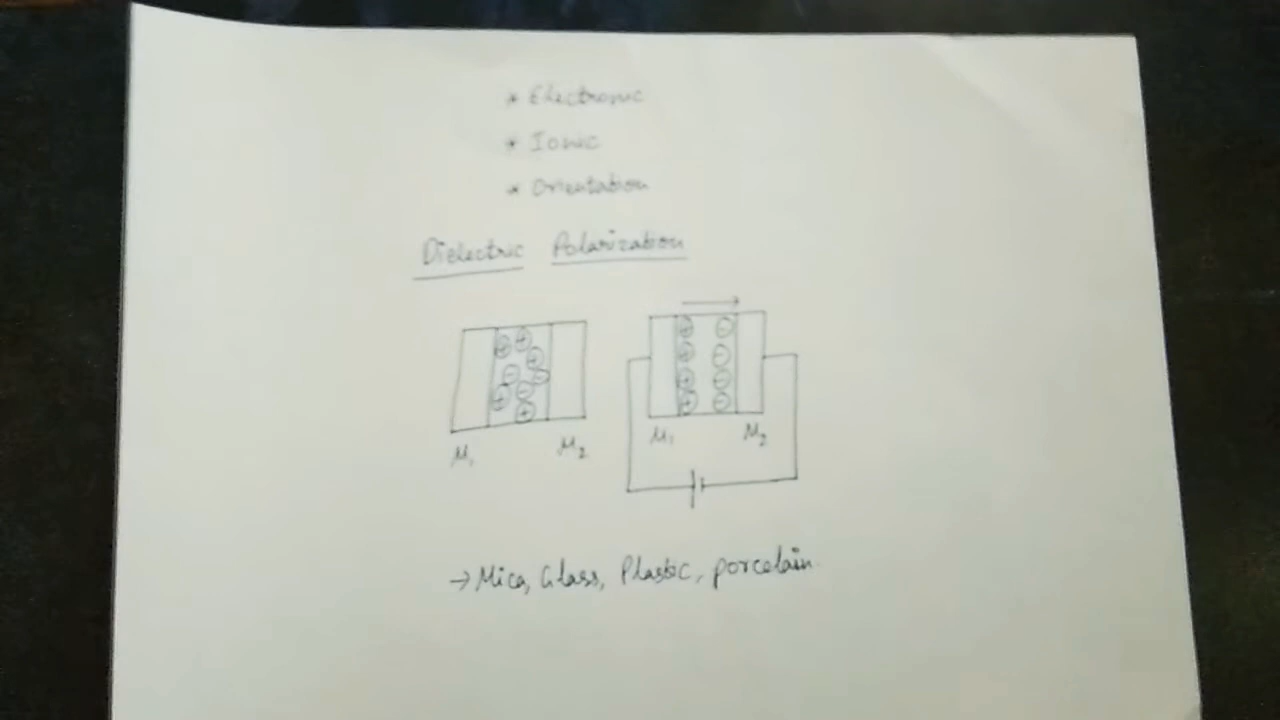 * Electronic
* Ionic
* Orientation
Dielectric Polarization
M1 M2 M1 M2
→ Mica, Glass, Plastic, porcelain.